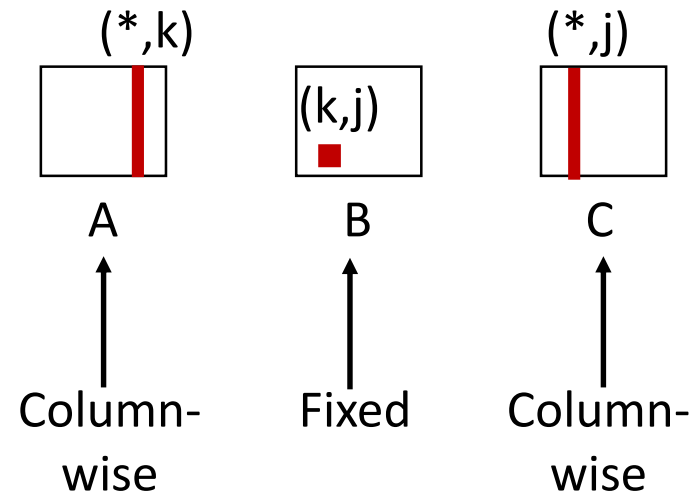 (*,k)
(*,j)
(k,j)
A
B
C
Column-
wise
Fixed
Column-
wise